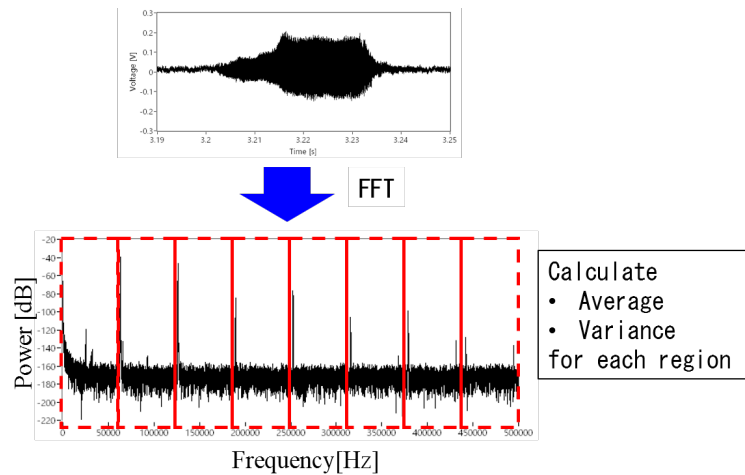 0.3
0.2
0.1
0
-0.1
-0.2
-0.3
Voltage [V]
3.19 3.2 3.21 3.22 3.23 3.24 3.25
Time [s]
FFT
-20
-40
-60
-80
-100
-120
-140
-160
-180
-200
-220
Power [dB]
0 50000 100000 150000 200000 250000 300000 350000 400000 450000 500000
Frequency[Hz]
Calculate
• Average
• Variance
for each region